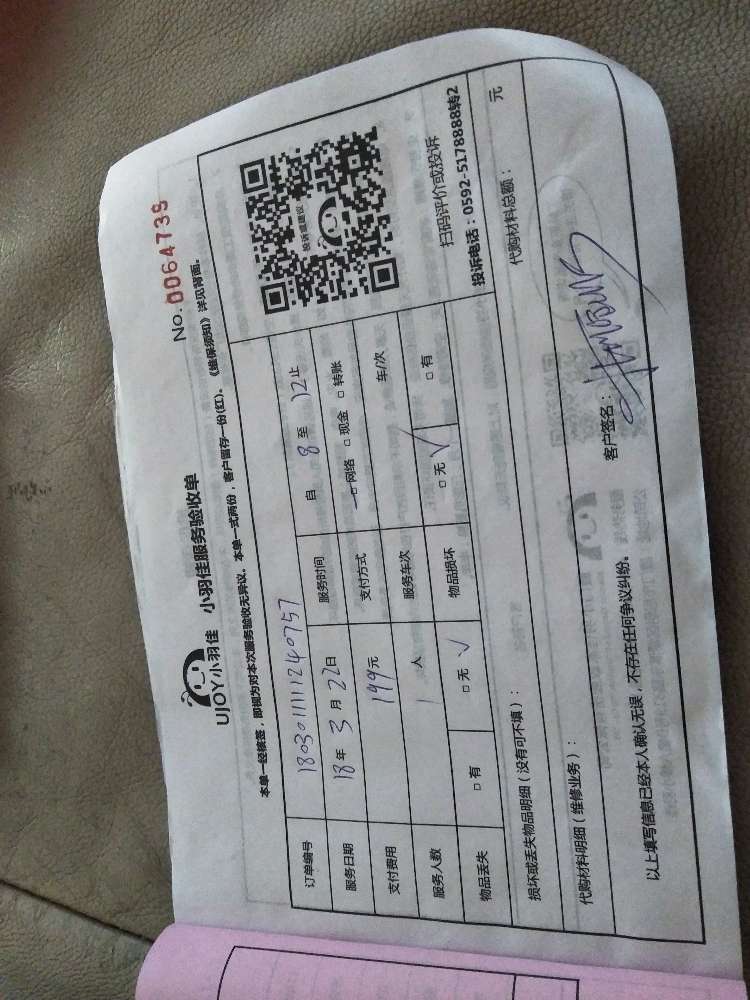 UJOY小羽佳 小羽佳服务验收单
No. 0064739
本单一经核签，即视为对本次服务验收无异议。本单一式两份，客户留存一份(红)。《维保须知》详见背面。
订单编号 180301111240757 服务时间 自 8 至 12 止
服务日期 18年 3月 22日 支付方式 □网络 □现金 □转账
支付费用 199元 服务车次 车/次
服务人数 1 人 物品损坏 □无 √ □有
物品丢失 □有 □无 √
投诉或建议
扫码评价或投诉
投诉电话：0592-5178888转2
损坏或丢失物品明细（没有可不填）：
代购材料明细（维修业务）： 代购材料总额： 元
以上填写信息已经本人确认无误，不存在任何争议纠纷。 客户签名：